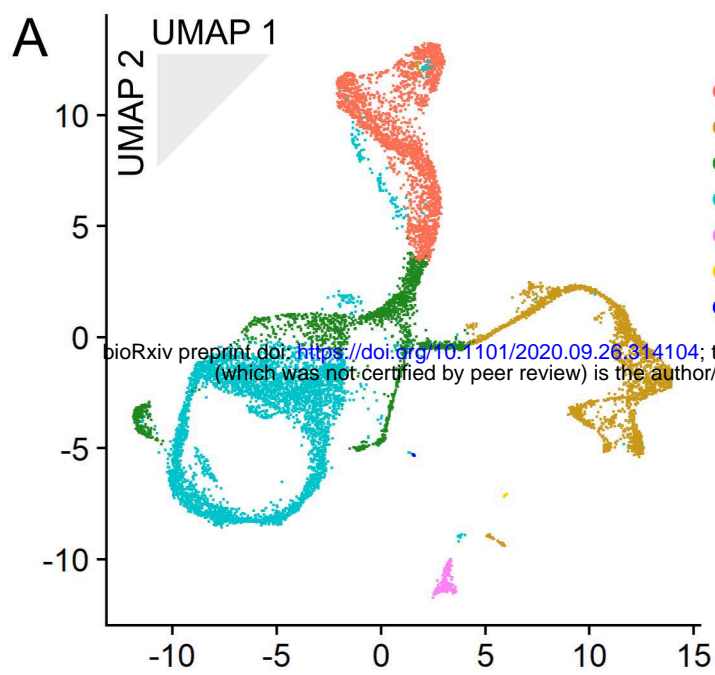 A
UMAP 1
UMAP 2
10
5
0
-5
-10
bioRxiv preprint doi: https://doi.org/10.1101/2020.09.26.314104; t
(which was not certified by peer review) is the author/
-10
-5
0
5
10
15